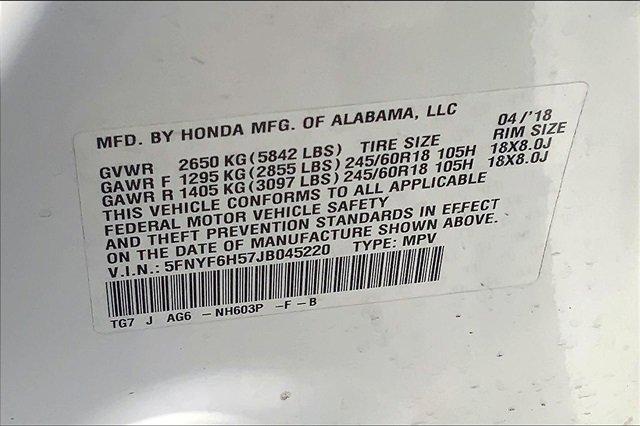 MFD. BY HONDA MFG. OF ALABAMA, LLC 04/'18
GVWR 2650 KG (5842 LBS) TIRE SIZE RIM SIZE
GAWR F 1295 KG (2855 LBS) 245/60R18 105H 18X8.0J
GAWR R 1405 KG (3097 LBS) 245/60R18 105H 18X8.0J
THIS VEHICLE CONFORMS TO ALL APPLICABLE
FEDERAL MOTOR VEHICLE SAFETY
AND THEFT PREVENTION STANDARDS IN EFFECT
ON THE DATE OF MANUFACTURE SHOWN ABOVE.
V.I.N.: 5FNYF6H57JB045220 TYPE: MPV
TG7 J AG6 - NH603P - F - B